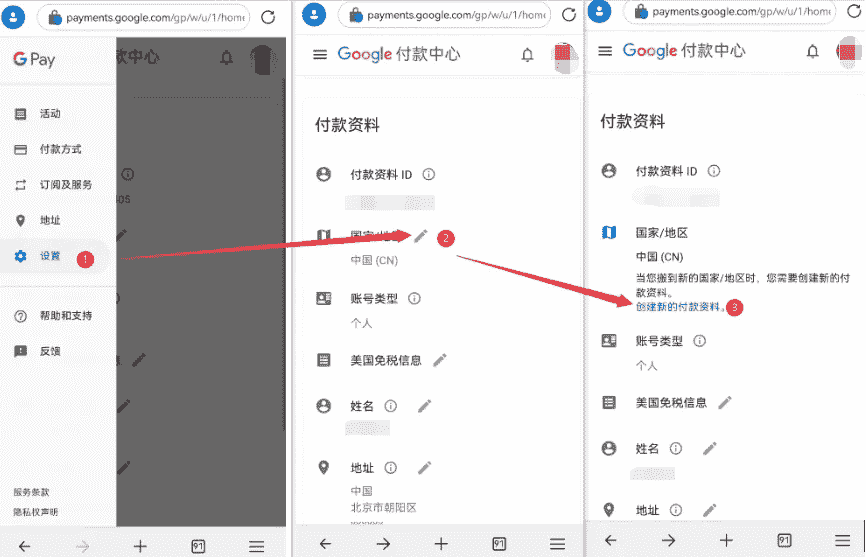 payments.google.com/gp/w/u/1/home
G Pay
付款中心
活动
付款方式
订阅及服务
地址
设置
1
帮助和支持
反馈
服务条款
隐私权声明
91
payments.google.com/gp/w/u/1/home
Google 付款中心
付款资料
付款资料 ID
国家/地区
2
中国 (CN)
账号类型
个人
美国免税信息
姓名
地址
中国
北京市朝阳区
91
payments.google.com/gp/w/u/1/home
Google 付款中心
付款资料
付款资料 ID
国家/地区
中国 (CN)
当您搬到新的国家/地区时，您需要创建新的付
款资料。
创建新的付款资料。
3
账号类型
个人
美国免税信息
姓名
地址
91